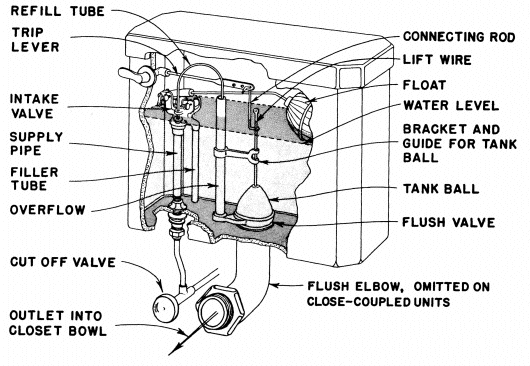 REFILL TUBE
TRIP
LEVER
INTAKE
VALVE
SUPPLY
PIPE
FILLER
TUBE
OVERFLOW
CUT OFF VALVE
OUTLET INTO
CLOSET BOWL
CONNECTING ROD
LIFT WIRE
FLOAT
WATER LEVEL
BRACKET AND
GUIDE FOR TANK
BALL
TANK BALL
FLUSH VALVE
FLUSH ELBOW, OMITTED ON
CLOSE-COUPLED UNITS